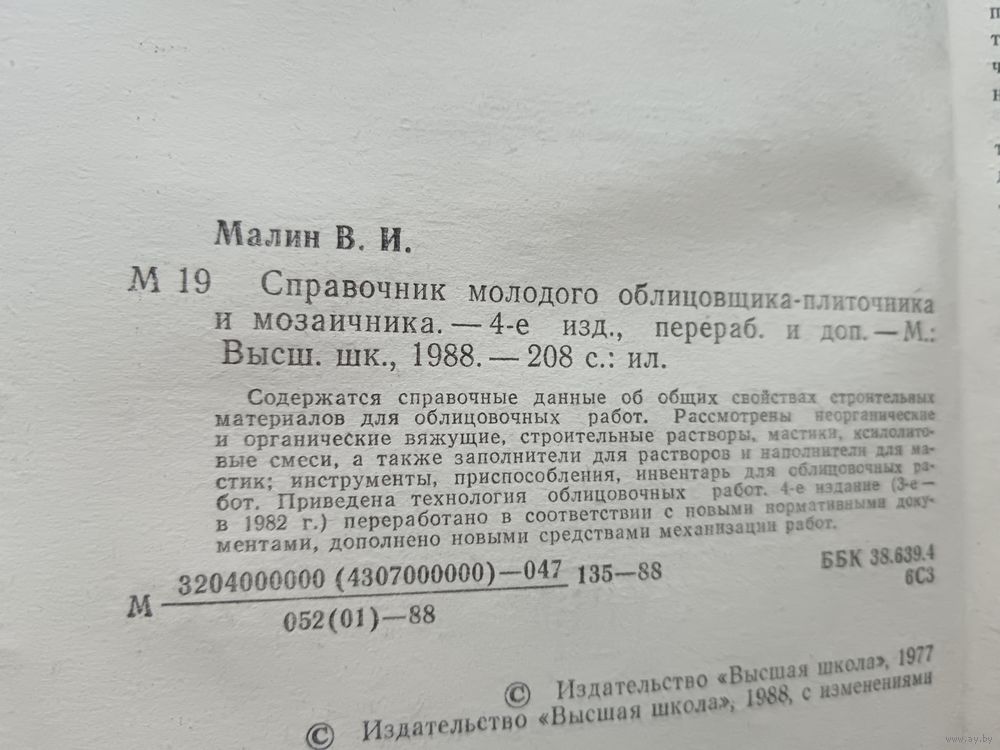 Малин В. И.
М 19 Справочник молодого облицовщика-плиточника
и мозаичника. — 4-е изд., перераб. и доп. — М.:
Высш. шк., 1988. — 208 с.: ил.
Содержатся справочные данные об общих свойствах строительных
материалов для облицовочных работ. Рассмотрены неорганические
и органические вяжущие, строительные растворы, мастики, ксилолито-
вые смеси, а также заполнители для растворов и наполнители для ма-
стик; инструменты, приспособления, инвентарь для облицовочных ра-
бот. Приведена технология облицовочных работ. 4-е издание (3-е —
в 1982 г.) переработано в соответствии с новыми нормативными доку-
ментами, дополнено новыми средствами механизации работ.
М 3204000000 (4307000000)—047 135—88
052(01)—88
ББК 38.639.4
6С3
© Издательство «Высшая школа», 1977
© Издательство «Высшая школа», 1988, с изменениями
www.ay.by